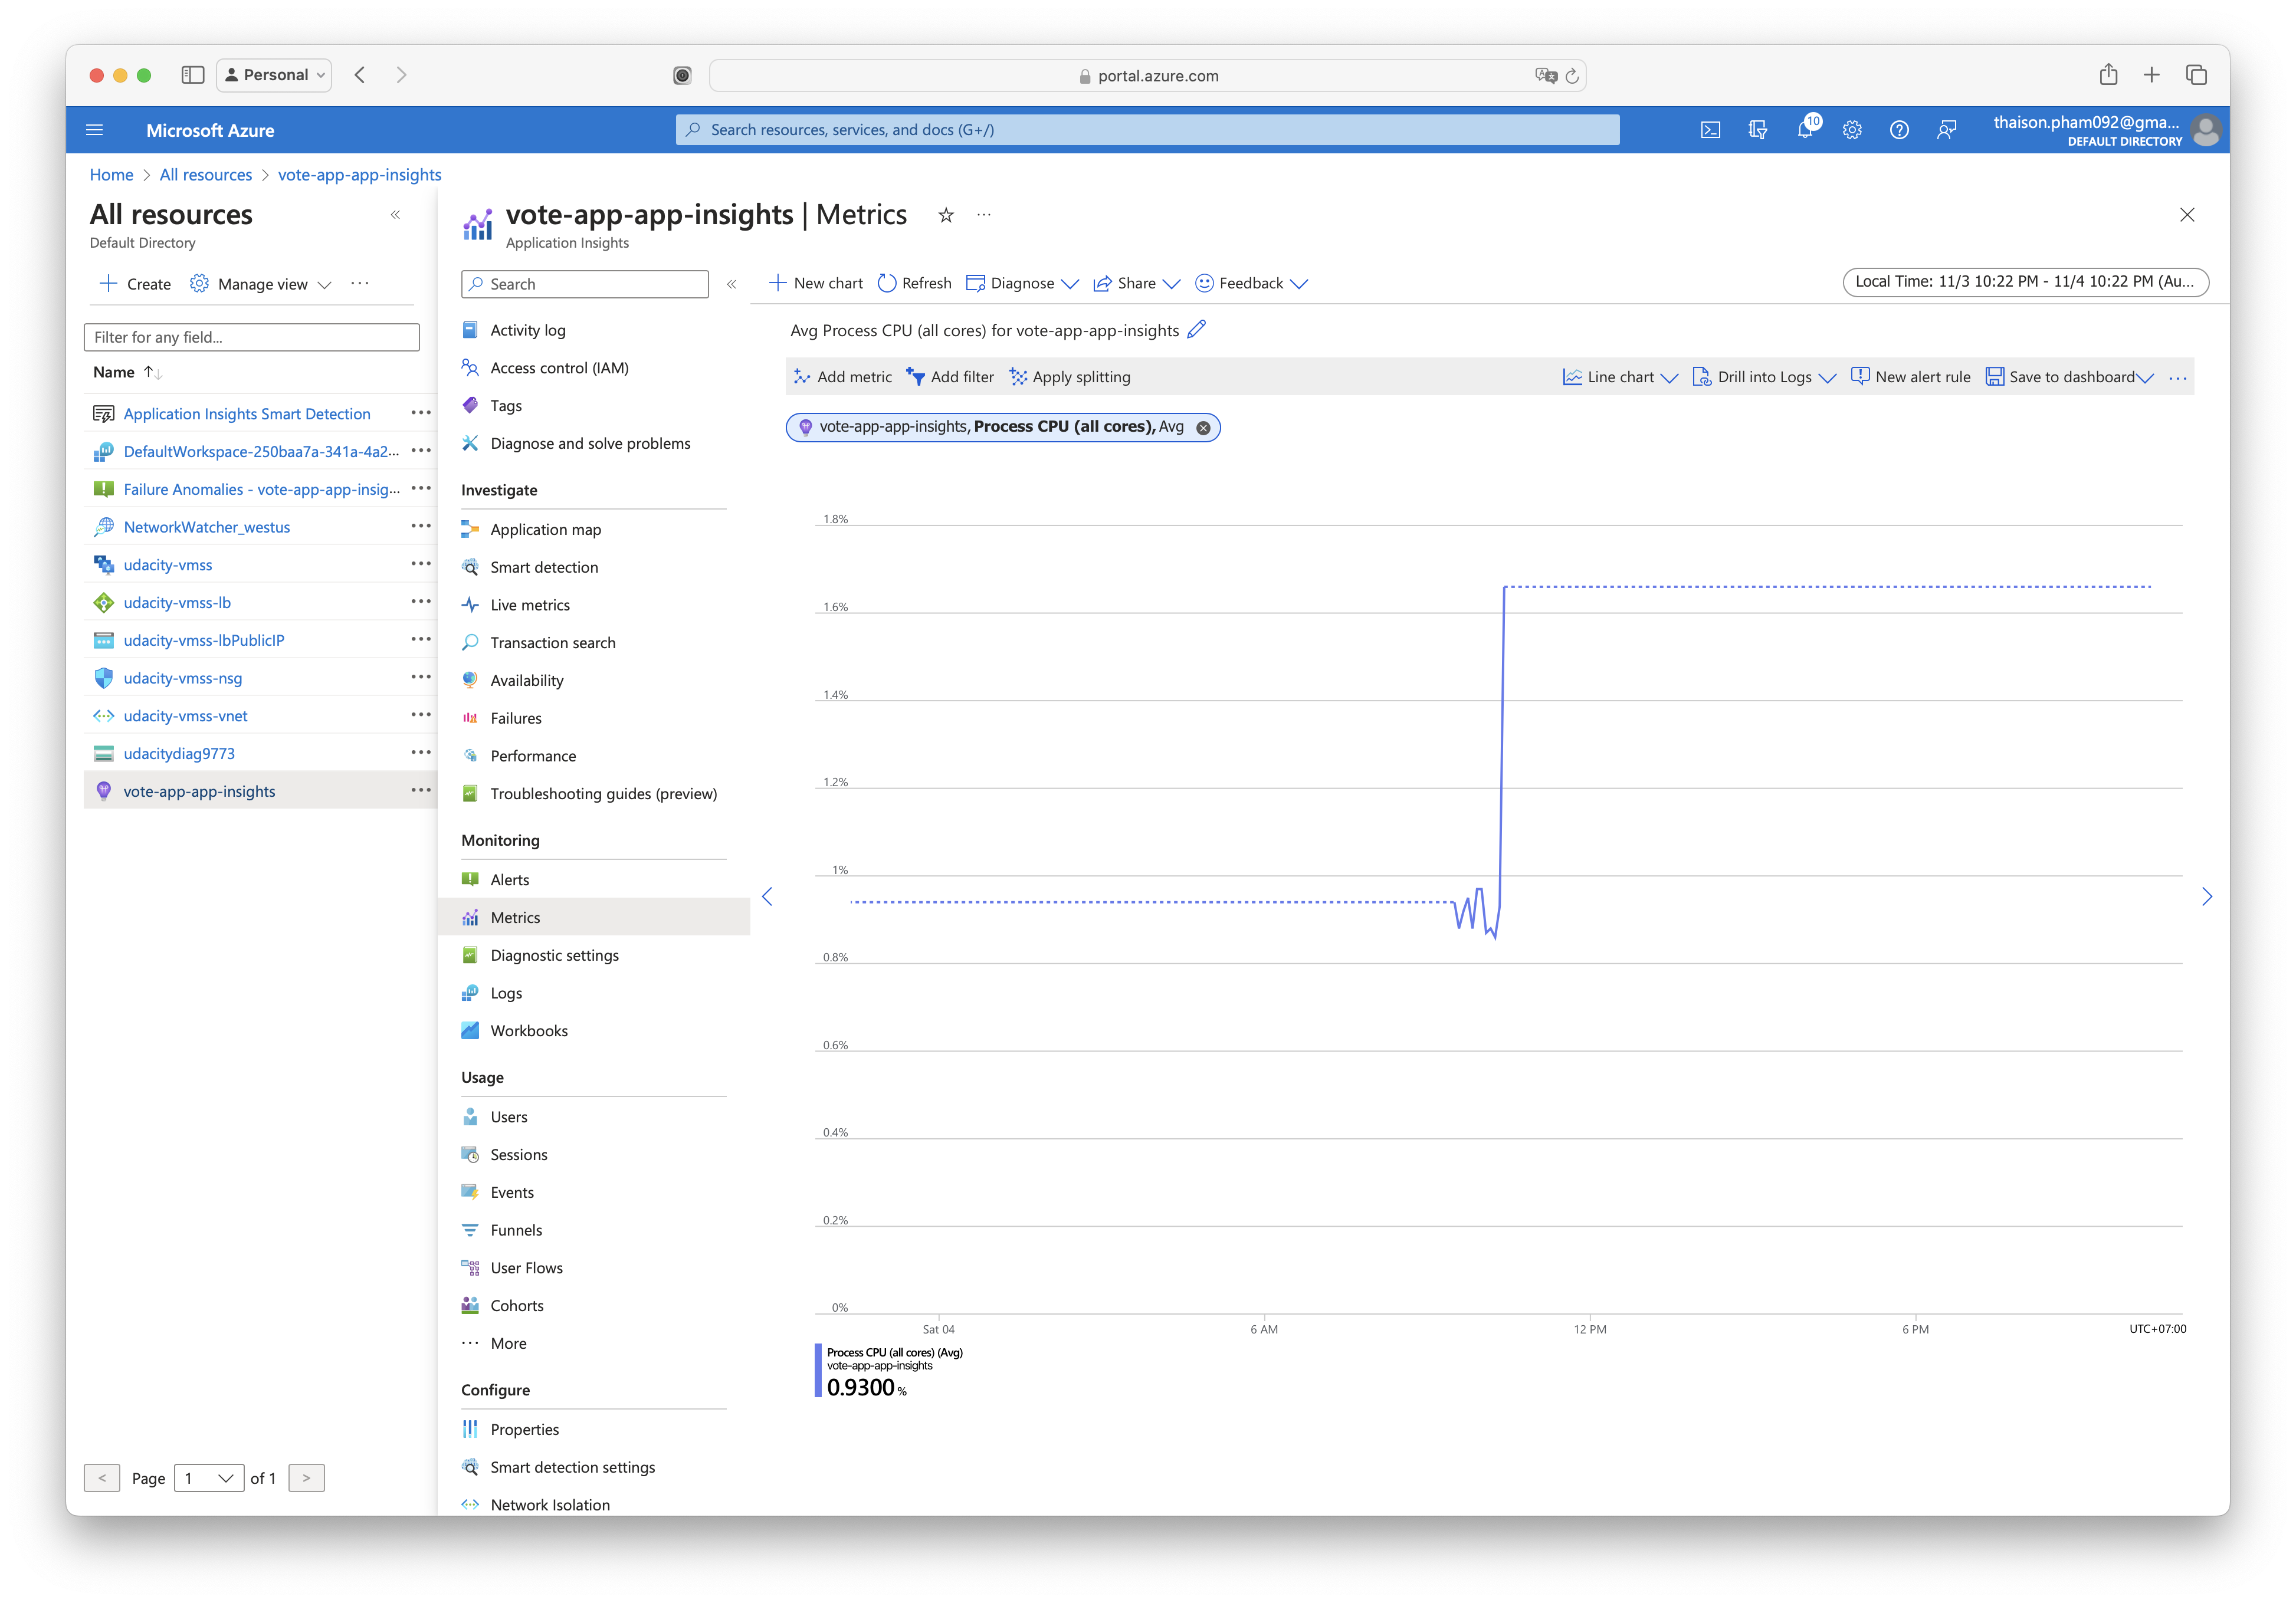 Personal
portal.azure.com
Microsoft Azure
Search resources, services, and docs (G+/)
10
thaison.pham092@gma...
DEFAULT DIRECTORY
Home > All resources > vote-app-app-insights
All resources
Default Directory
«
Create
Manage view
...
Filter for any field...
Name ↑↓
Application Insights Smart Detection
DefaultWorkspace-250baa7a-341a-4a2...
Failure Anomalies - vote-app-app-insig...
NetworkWatcher_westus
udacity-vmss
udacity-vmss-lb
udacity-vmss-lbPublicIP
udacity-vmss-nsg
udacity-vmss-vnet
udacitydiag9773
vote-app-app-insights
< Page 1 of 1 >
vote-app-app-insights | Metrics
Application Insights
Search
«
Activity log
Access control (IAM)
Tags
Diagnose and solve problems
Investigate
Application map
Smart detection
Live metrics
Transaction search
Availability
Failures
Performance
Troubleshooting guides (preview)
Monitoring
Alerts
Metrics
Diagnostic settings
Logs
Workbooks
Usage
Users
Sessions
Events
Funnels
User Flows
Cohorts
More
Configure
Properties
Smart detection settings
Network Isolation
New chart
Refresh
Diagnose
Share
Feedback
Local Time: 11/3 10:22 PM - 11/4 10:22 PM (Au...
Avg Process CPU (all cores) for vote-app-app-insights
Add metric
Add filter
Apply splitting
Line chart
Drill into Logs
New alert rule
Save to dashboard
...
vote-app-app-insights, Process CPU (all cores), Avg
1.8%
1.6%
1.4%
1.2%
1%
0.8%
0.6%
0.4%
0.2%
0%
Sat 04
6 AM
12 PM
6 PM
UTC+07:00
Process CPU (all cores) (Avg)
vote-app-app-insights
0.9300 %